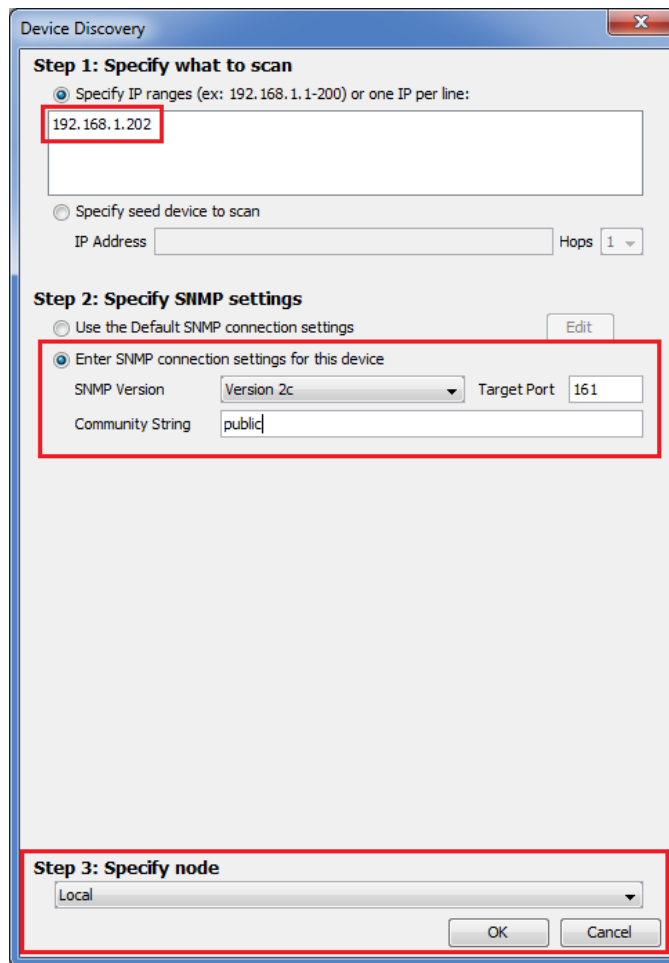 Device Discovery
Step 1: Specify what to scan
Specify IP ranges (ex: 192.168.1.1-200) or one IP per line:
192.168.1.202
Specify seed device to scan
IP Address Hops 1
Step 2: Specify SNMP settings
Use the Default SNMP connection settings Edit
Enter SNMP connection settings for this device
SNMP Version Version 2c Target Port 161
Community String public
Step 3: Specify node
Local
OK Cancel